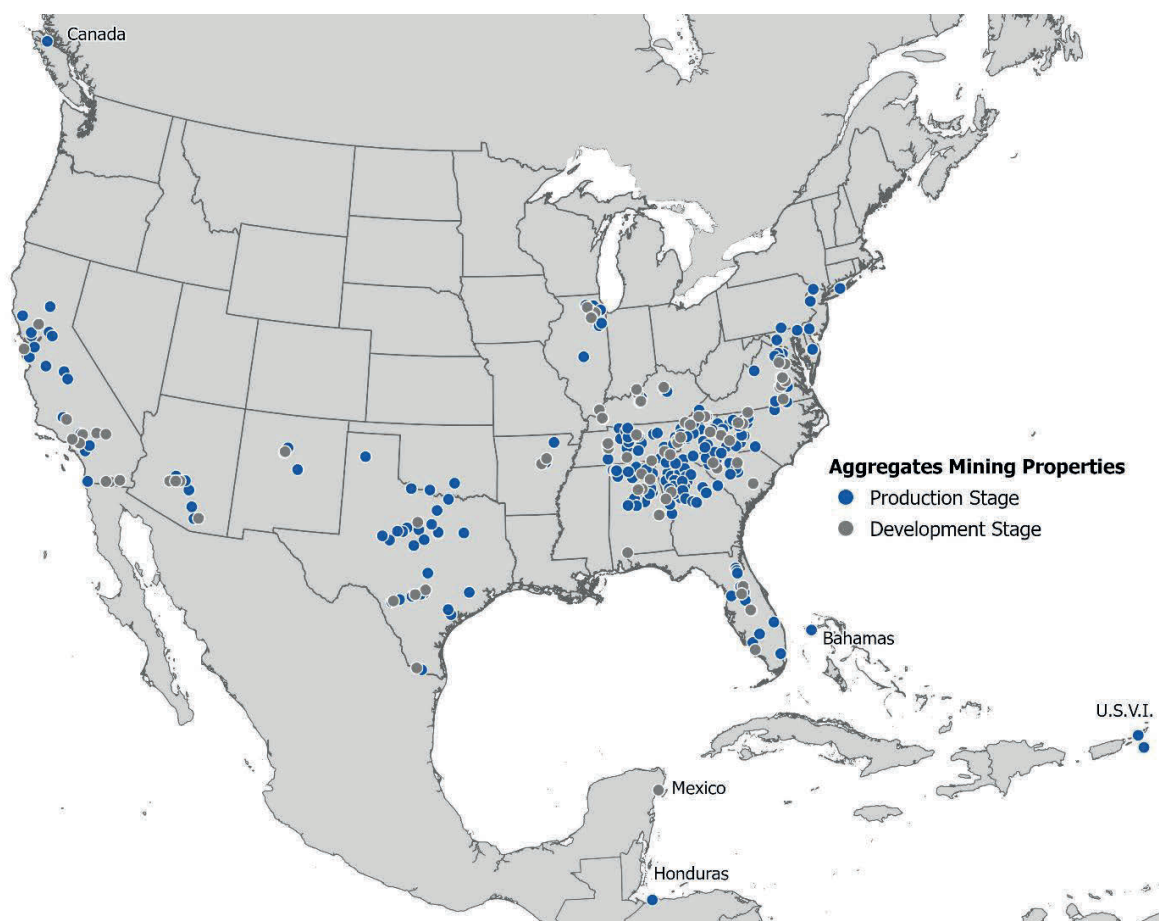 Canada
Aggregates Mining Properties
Production Stage
Development Stage
Bahamas
U.S.V.I.
Mexico
Honduras